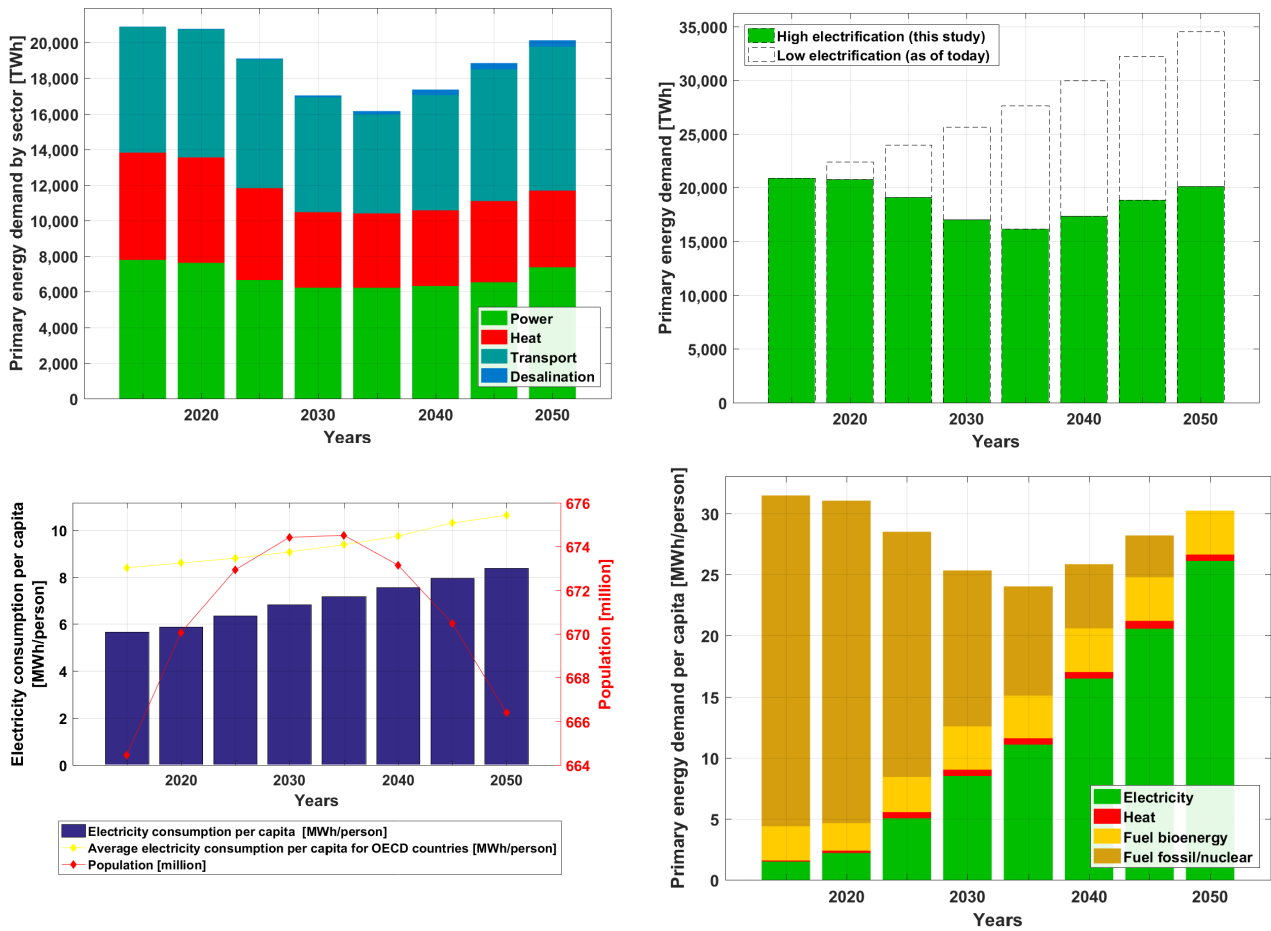 Primary energy demand by sector [TWh]
20,000
18,000
16,000
14,000
12,000
10,000
8,000
6,000
4,000
2,000
0
Power
Heat
Transport
Desalination
2020
2030
2040
2050
Years
Primary energy demand [TWh]
35,000
30,000
25,000
20,000
15,000
10,000
5,000
0
High electrification (this study)
Low electrification (as of today)
2020
2030
2040
2050
Years
Electricity consumption per capita
[MWh/person]
10
8
6
4
2
0
676
674
672
670
668
666
664
Population [million]
2020
2030
2040
2050
Years
Electricity consumption per capita [MWh/person]
Average electricity consumption per capita for OECD countries [MWh/person]
Population [million]
Primary energy demand per capita [MWh/person]
30
25
20
15
10
5
0
Electricity
Heat
Fuel bioenergy
Fuel fossil/nuclear
2020
2030
2040
2050
Years